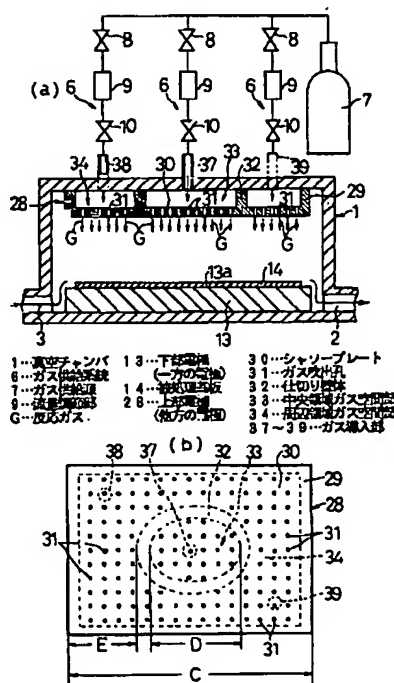 8 8 8
(a) 6 9 6 9 6 9
10 10 10 7
34 38 30 37 33 32 39
28 31 31 31 29
1
G G G G
13a 14
3 13 2
1…真空チャンバ 13…下部電極 30…シャワープレート
6…ガス供給系統 (一方の電極) 31…ガス吹出孔
7…ガス供給源 14…被処理基板 32…仕切り壁体
9…流量調節部 28…上部電極 33…中央領域ガス空間部
G…反応ガス (他方の電極) 34…周辺領域ガス空間部
37〜39…ガス導入部
(b)
38 37 32 33 30
29
28
31 31
34
39
E D 31
C